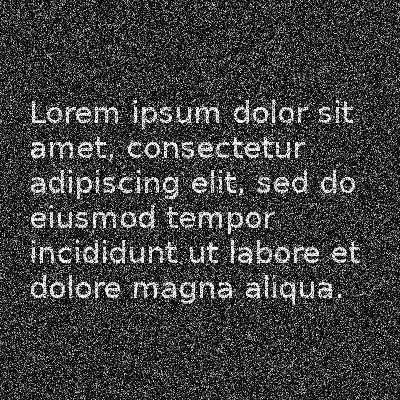 Lorem ipsum dolor sit
amet, consectetur
adipiscing elit, sed do
eiusmod tempor
incididunt ut labore et
dolore magna aliqua.